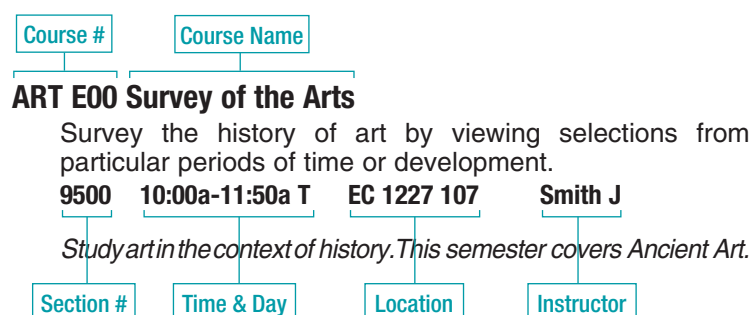 Course # Course Name
ART E00 Survey of the Arts
Survey the history of art by viewing selections from
particular periods of time or development.
9500 10:00a-11:50a T EC 1227 107 Smith J
Study art in the context of history. This semester covers Ancient Art.
Section # Time & Day Location Instructor